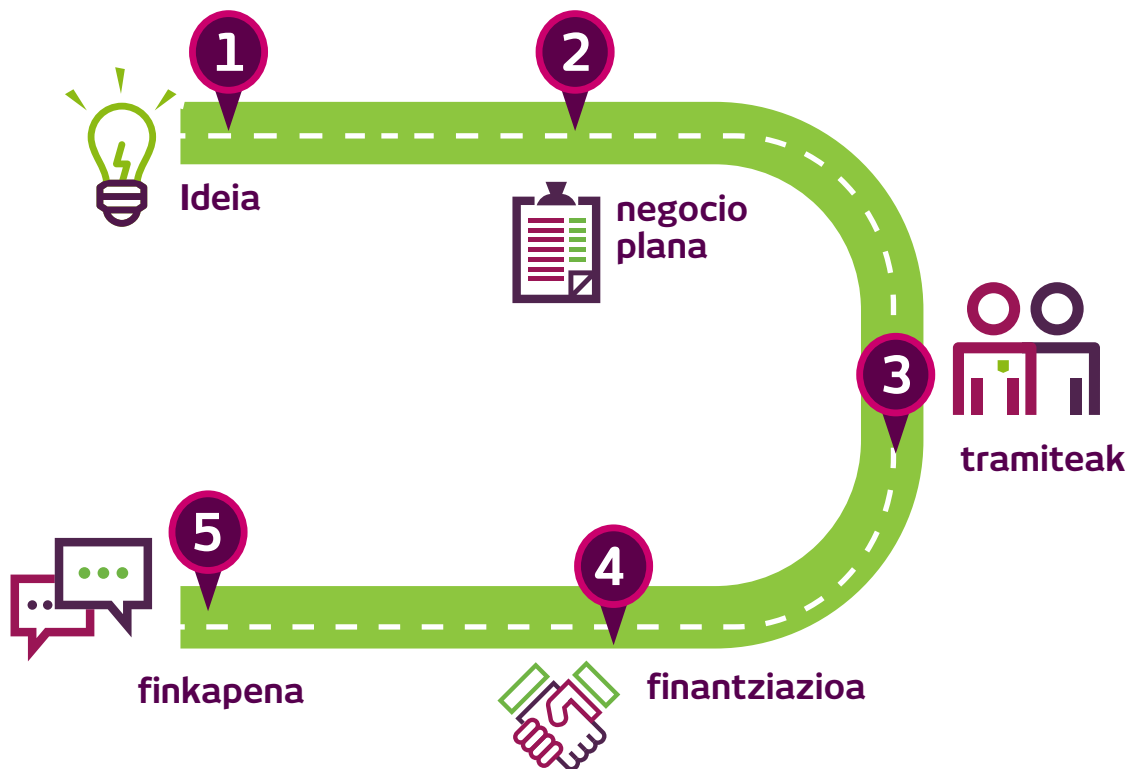 1
Ideia
2
negocio
plana
3
tramiteak
4
finantziazioa
5
finkapena